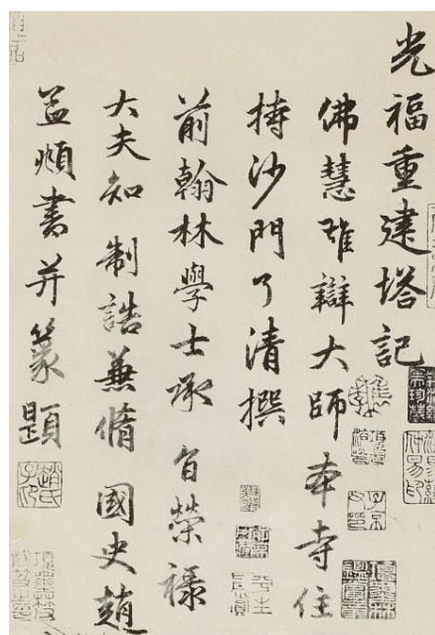 光福重建塔記
佛慧雄辯大師本寺住
持沙門了清撰
前翰林學士承 旨榮祿
大夫知 制誥兼脩 國史趙
孟頫書并篆題